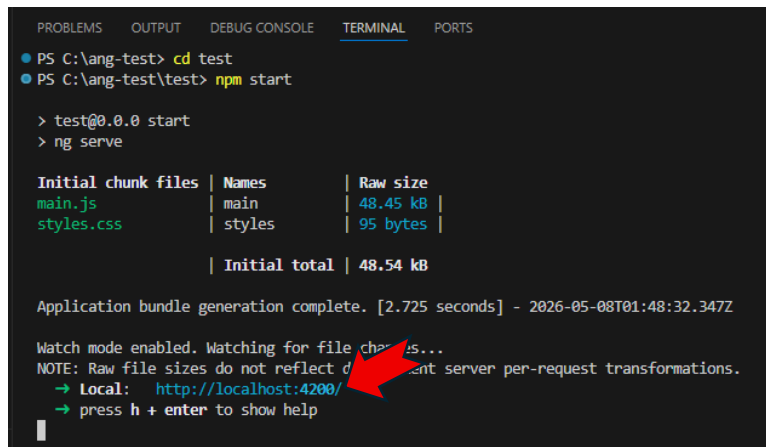 PROBLEMS OUTPUT DEBUG CONSOLE TERMINAL PORTS
PS C:\ang-test> cd test
PS C:\ang-test\test> npm start
> test@0.0.0 start
> ng serve
Initial chunk files | Names | Raw size
main.js | main | 48.45 kB |
styles.css | styles | 95 bytes |
| Initial total | 48.54 kB
Application bundle generation complete. [2.725 seconds] - 2026-05-08T01:48:32.347Z
Watch mode enabled. Watching for file changes...
NOTE: Raw file sizes do not reflect server per-request transformations.
→ Local: http://localhost:4200/
→ press h + enter to show help